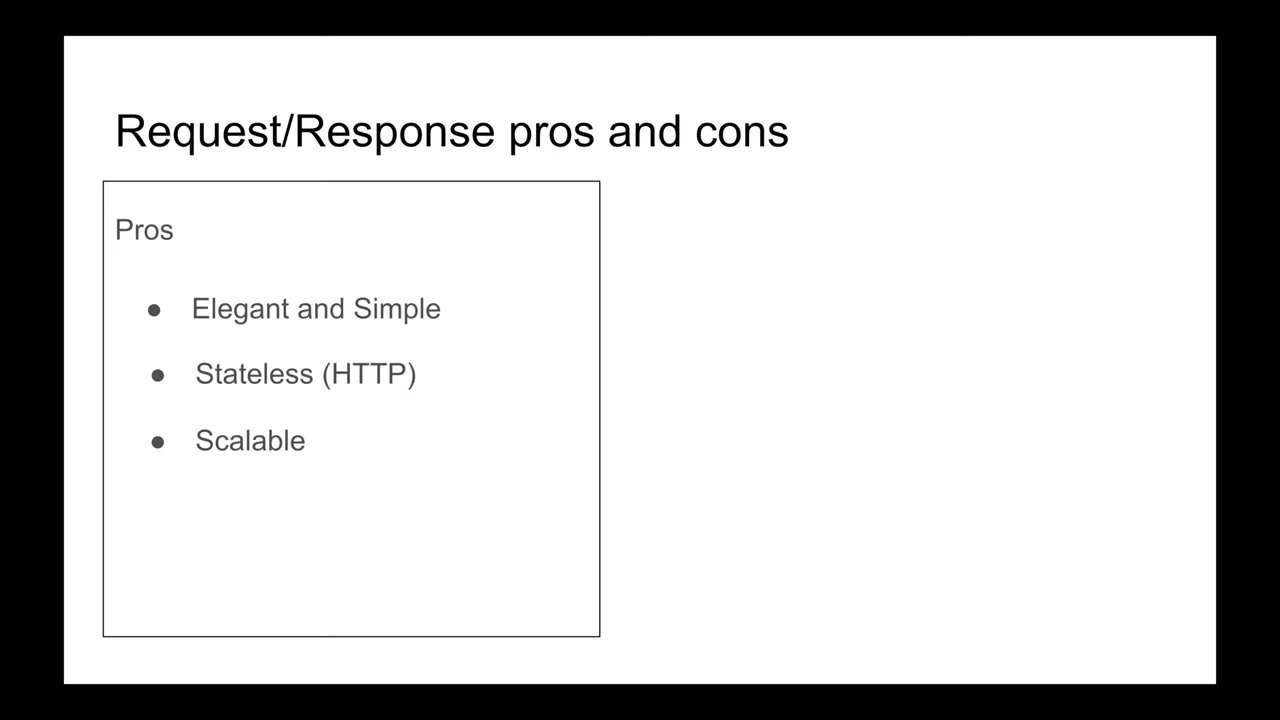 Request/Response pros and cons
Pros
● Elegant and Simple
● Stateless (HTTP)
● Scalable